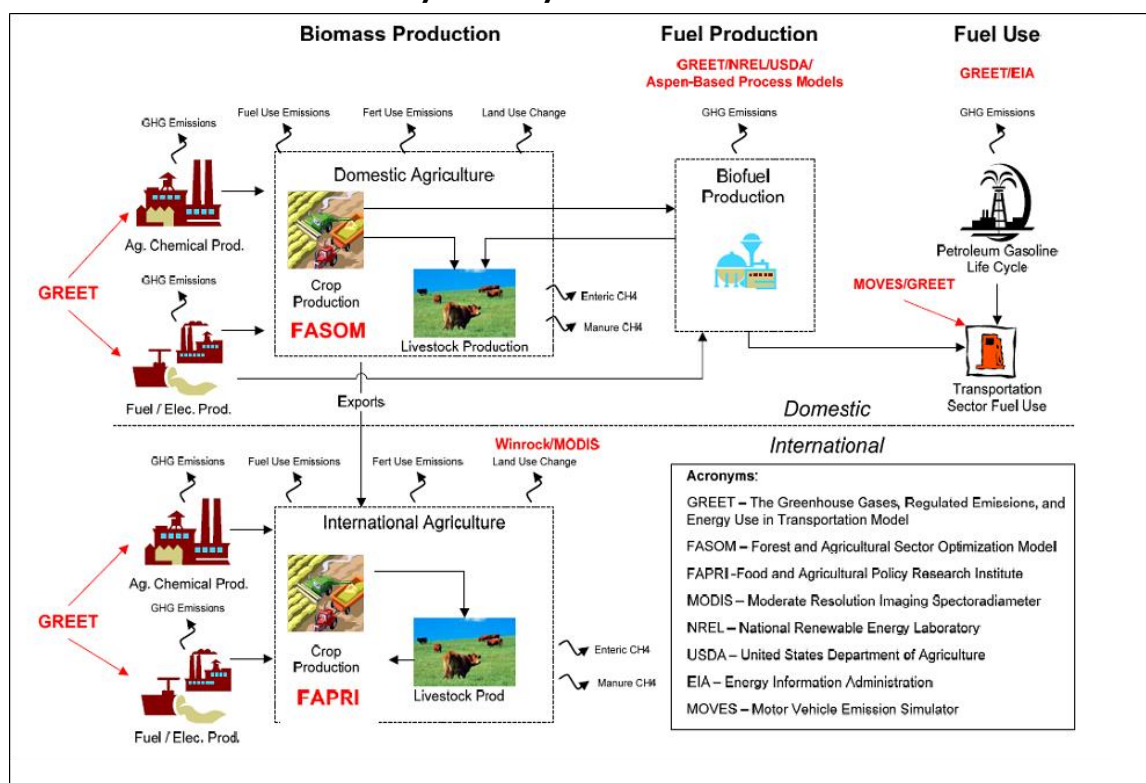 Biomass Production
Fuel Production
Fuel Use
GREET/NREL/USDA/
Aspen-Based Process Models
GREET/EIA
GHG Emissions
Fuel Use Emissions
Fert Use Emissions
Land Use Change
GHG Emissions
GHG Emissions
Domestic Agriculture
Biofuel
Production
Ag. Chemical Prod.
Petroleum Gasoline
Life Cycle
GHG Emissions
GREET
MOVES/GREET
Crop
Production
FASOM
Enteric CH4
Manure CH4
Livestock Production
Fuel / Elec. Prod.
Exports
Transportation
Sector Fuel Use
Domestic
International
Winrock/MODIS
GHG Emissions
Fuel Use Emissions
Fert Use Emissions
Land Use Change
International Agriculture
Ag. Chemical Prod.
GHG Emissions
GREET
Crop
Production
FAPRI
Enteric CH4
Manure CH4
Livestock Prod
Fuel / Elec. Prod.
Acronyms:
GREET – The Greenhouse Gases, Regulated Emissions, and
Energy Use in Transportation Model
FASOM – Forest and Agricultural Sector Optimization Model
FAPRI -Food and Agricultural Policy Research Institute
MODIS – Moderate Resolution Imaging Spectoradiameter
NREL – National Renewable Energy Laboratory
USDA – United States Department of Agriculture
EIA – Energy Information Administration
MOVES – Motor Vehicle Emission Simulator